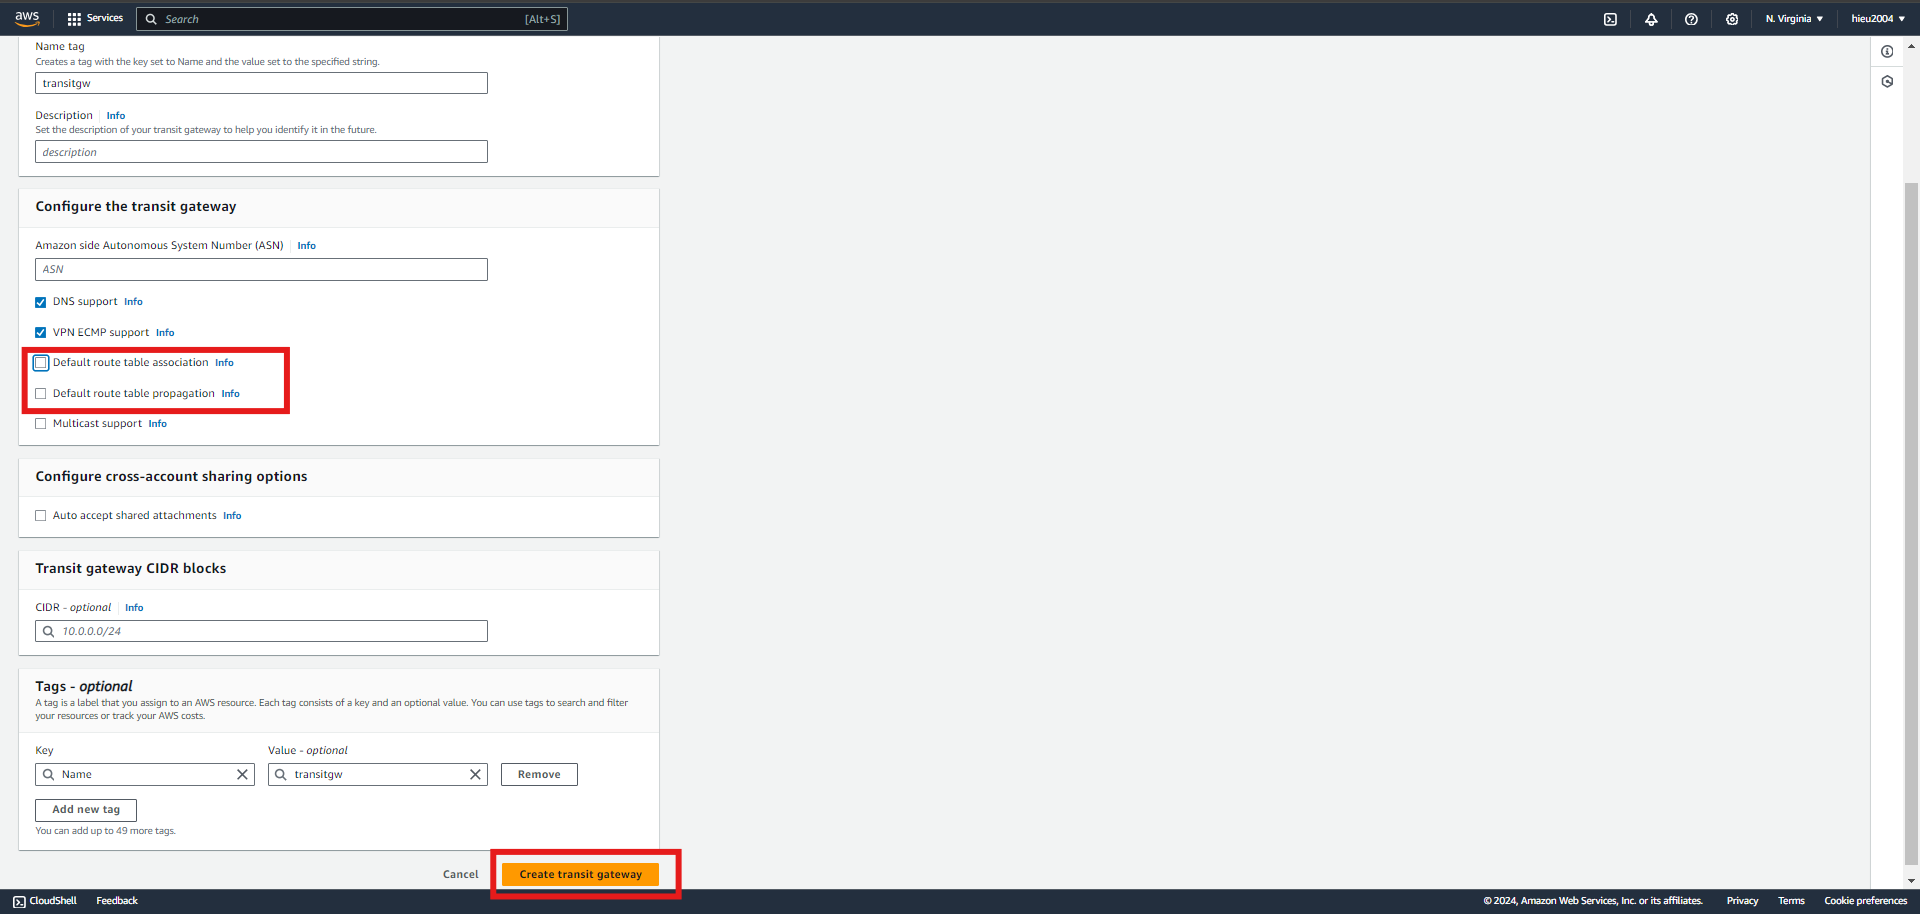 aws
Services
Search
[Alt+S]
N. Virginia
hieu2004
Name tag
Creates a tag with the key set to Name and the value set to the specified string.
transitgw
Description
Info
Set the description of your transit gateway to help you identify it in the future.
description
Configure the transit gateway
Amazon side Autonomous System Number (ASN)
Info
ASN
DNS support Info
VPN ECMP support Info
Default route table association Info
Default route table propagation Info
Multicast support Info
Configure cross-account sharing options
Auto accept shared attachments Info
Transit gateway CIDR blocks
CIDR - optional
Info
10.0.0.0/24
Tags - optional
A tag is a label that you assign to an AWS resource. Each tag consists of a key and an optional value. You can use tags to search and filter
your resources or track your AWS costs.
Key
Value - optional
Name
transitgw
Remove
Add new tag
You can add up to 49 more tags.
Cancel
Create transit gateway
CloudShell
Feedback
© 2024, Amazon Web Services, Inc. or its affiliates.
Privacy
Terms
Cookie preferences